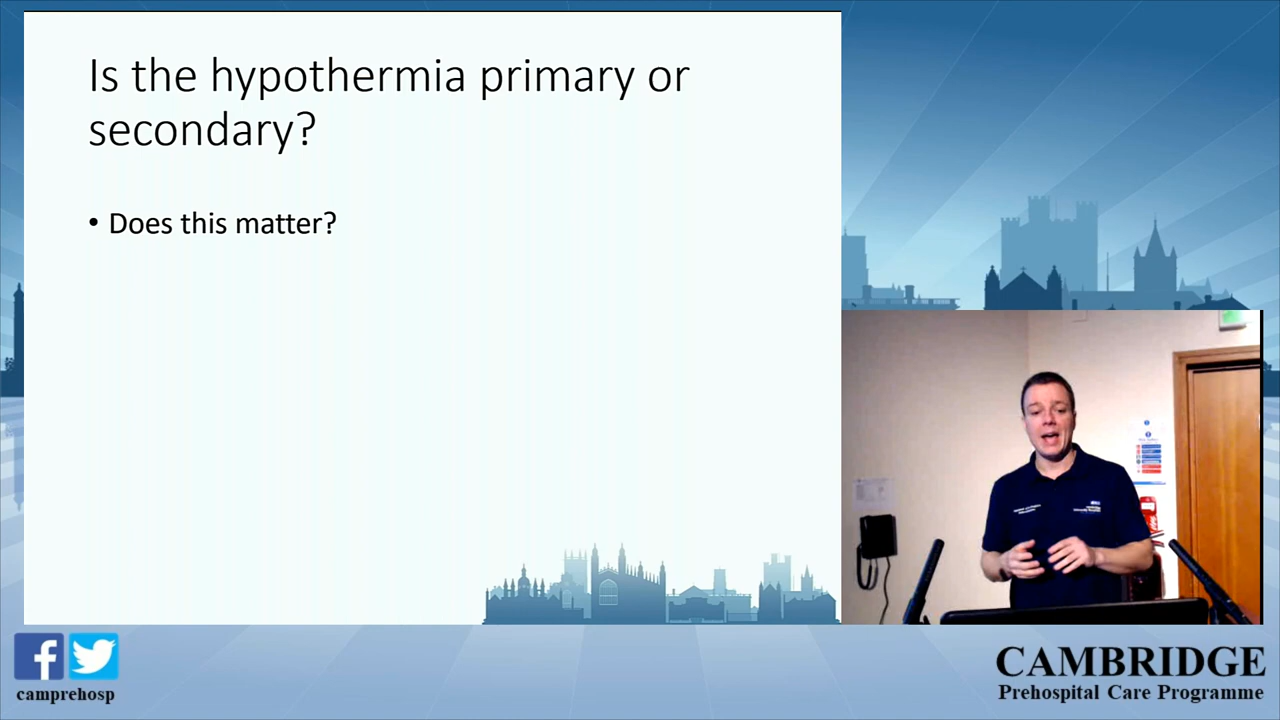 Is the hypothermia primary or
secondary?
• Does this matter?
camprehosp
CAMBRIDGE
Prehospital Care Programme